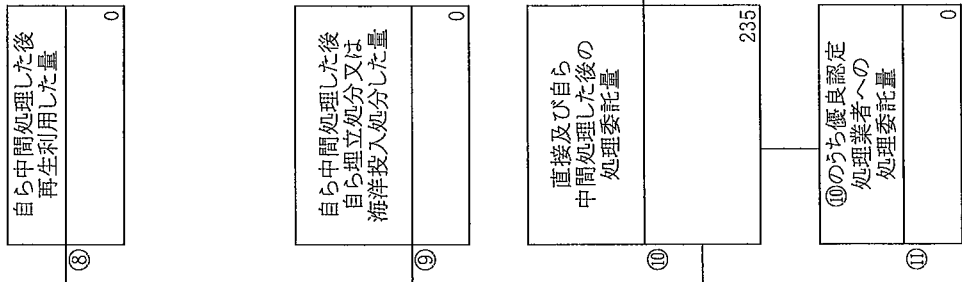 ⑧
自ら中間処理した後
再生利用した量
0
⑨
自ら中間処理した後
自ら埋立処分又は
海洋投入処分した量
0
⑩
直接及び自ら
中間処理した後の
処理委託量
235
⑪
⑩のうち優良認定
処理業者への
処理委託量
0